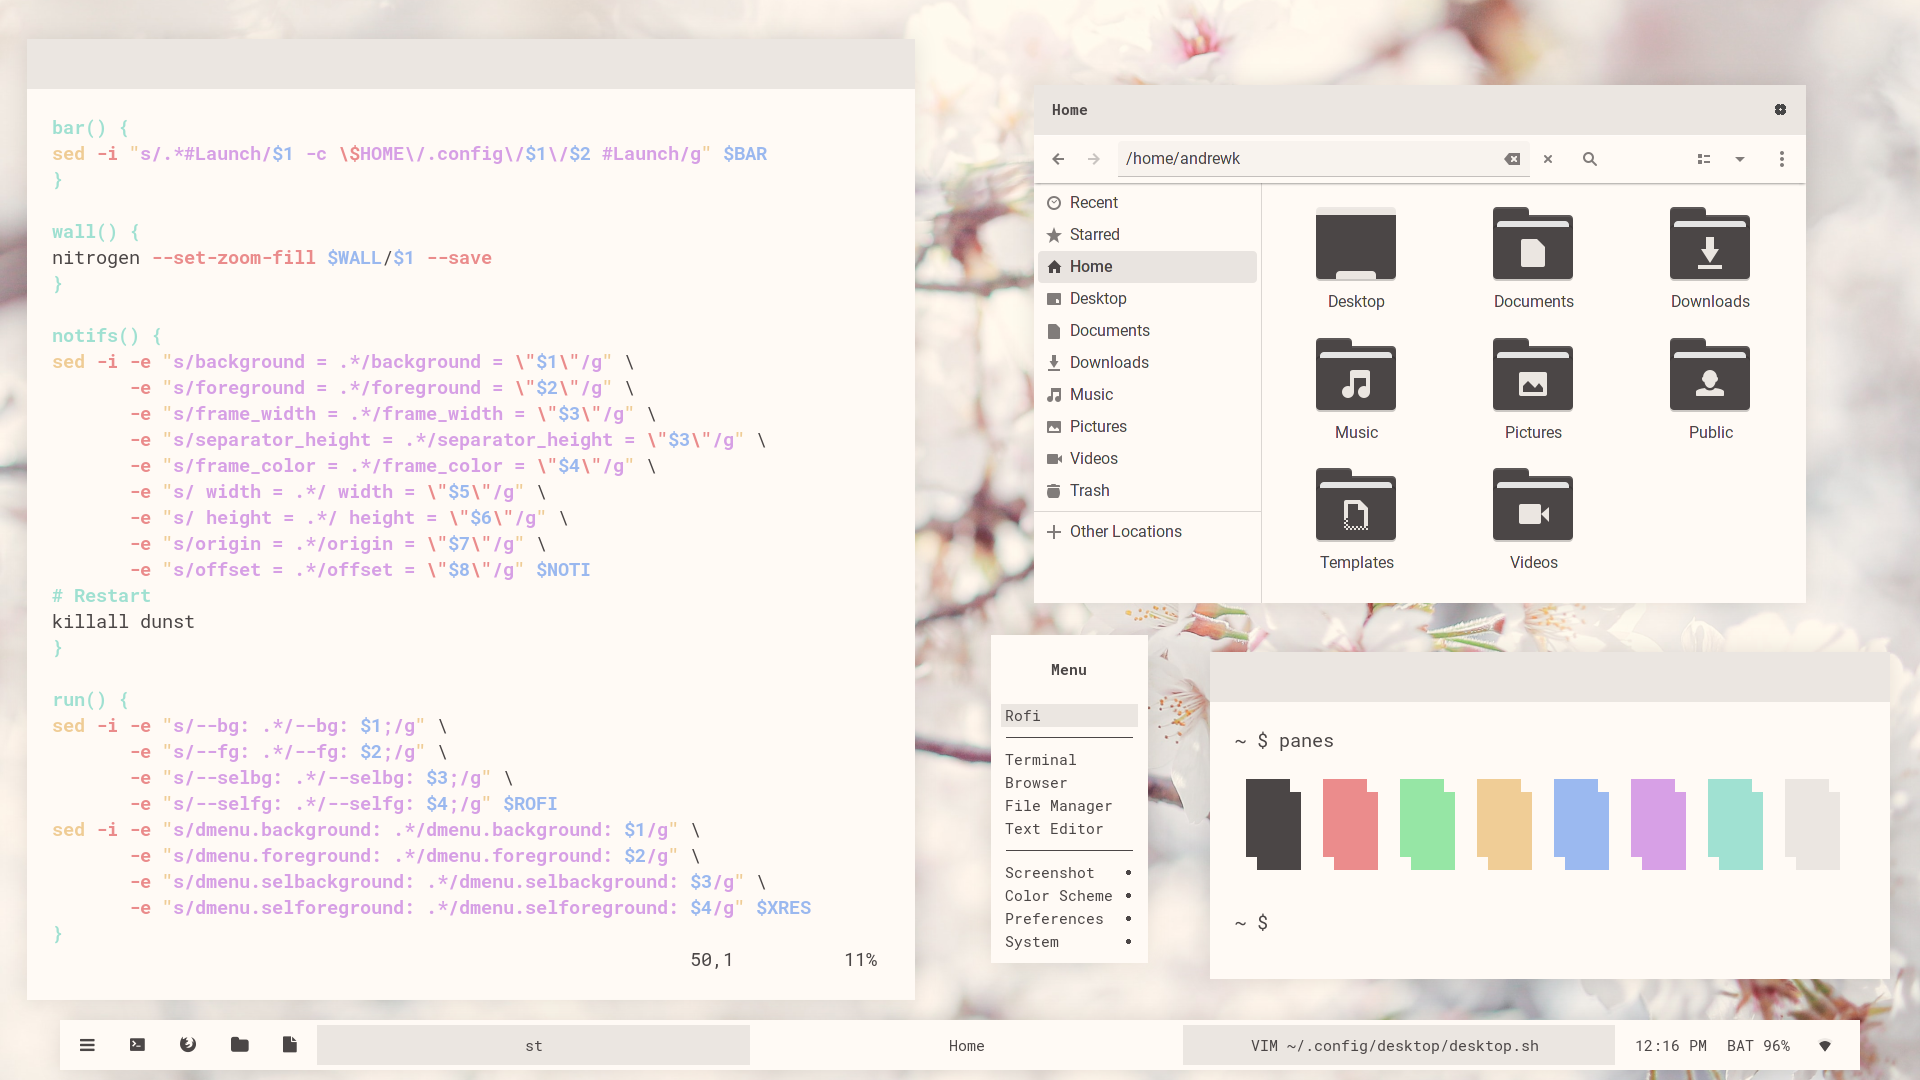 bar() {
sed -i "s/.*#Launch/$1 -c \$HOME\/.config\/$1\/$2 #Launch/g" $BAR
}
wall() {
nitrogen --set-zoom-fill $WALL/$1 --save
}
notifs() {
sed -i -e "s/background = .*/background = \"$1\"/g" \
-e "s/foreground = .*/foreground = \"$2\"/g" \
-e "s/frame_width = .*/frame_width = \"$3\"/g" \
-e "s/separator_height = .*/separator_height = \"$3\"/g" \
-e "s/frame_color = .*/frame_color = \"$4\"/g" \
-e "s/ width = .*/ width = \"$5\"/g" \
-e "s/ height = .*/ height = \"$6\"/g" \
-e "s/origin = .*/origin = \"$7\"/g" \
-e "s/offset = .*/offset = \"$8\"/g" $NOTI
# Restart
killall dunst
}
run() {
sed -i -e "s/--bg: .*/--bg: $1;/g" \
-e "s/--fg: .*/--fg: $2;/g" \
-e "s/--selbg: .*/--selbg: $3;/g" \
-e "s/--selfg: .*/--selfg: $4;/g" $ROFI
sed -i -e "s/dmenu.background: .*/dmenu.background: $1/g" \
-e "s/dmenu.foreground: .*/dmenu.foreground: $2/g" \
-e "s/dmenu.selbackground: .*/dmenu.selbackground: $3/g" \
-e "s/dmenu.selforeground: .*/dmenu.selforeground: $4/g" $XRES
}
50,1 11%
Home
/home/andrewk
Recent
Starred
Home
Desktop
Documents
Downloads
Music
Pictures
Videos
Trash
Other Locations
Desktop Documents Downloads
Music Pictures Public
Templates Videos
Menu
Rofi
Terminal
Browser
File Manager
Text Editor
Screenshot •
Color Scheme •
Preferences •
System •
~ $ panes
~ $
st Home VIM ~/.config/desktop/desktop.sh 12:16 PM BAT 96%